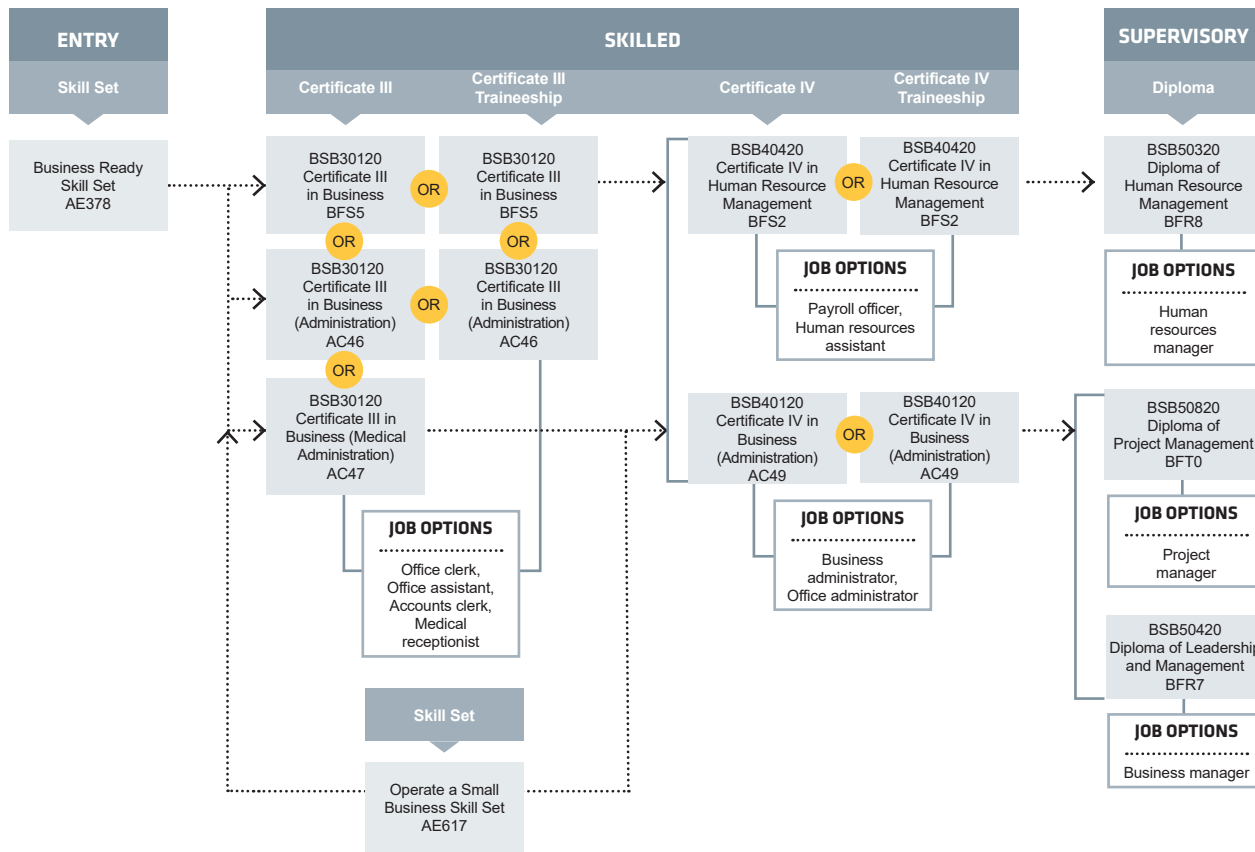 ENTRY
Skill Set
Business Ready
Skill Set
AE378
SKILLED
Certificate III
Certificate III
Traineeship
Certificate IV
Certificate IV
Traineeship
BSB30120
Certificate III
in Business
BFS5
OR
BSB30120
Certificate III
in Business
BFS5
OR
OR
BSB30120
Certificate III
in Business
(Administration)
AC46
OR
BSB30120
Certificate III
in Business
(Administration)
AC46
OR
BSB30120
Certificate III in
Business (Medical
Administration)
AC47
JOB OPTIONS
Office clerk,
Office assistant,
Accounts clerk,
Medical
receptionist
Skill Set
Operate a Small
Business Skill Set
AE617
BSB40420
Certificate IV in
Human Resource
Management
BFS2
OR
BSB40420
Certificate IV in
Human Resource
Management
BFS2
JOB OPTIONS
Payroll officer,
Human resources
assistant
BSB40120
Certificate IV in
Business
(Administration)
AC49
OR
BSB40120
Certificate IV in
Business
(Administration)
AC49
JOB OPTIONS
Business
administrator,
Office administrator
SUPERVISORY
Diploma
BSB50320
Diploma of
Human Resource
Management
BFR8
JOB OPTIONS
Human
resources
manager
BSB50820
Diploma of
Project Management
BFT0
JOB OPTIONS
Project
manager
BSB50420
Diploma of Leadership
and Management
BFR7
JOB OPTIONS
Business manager